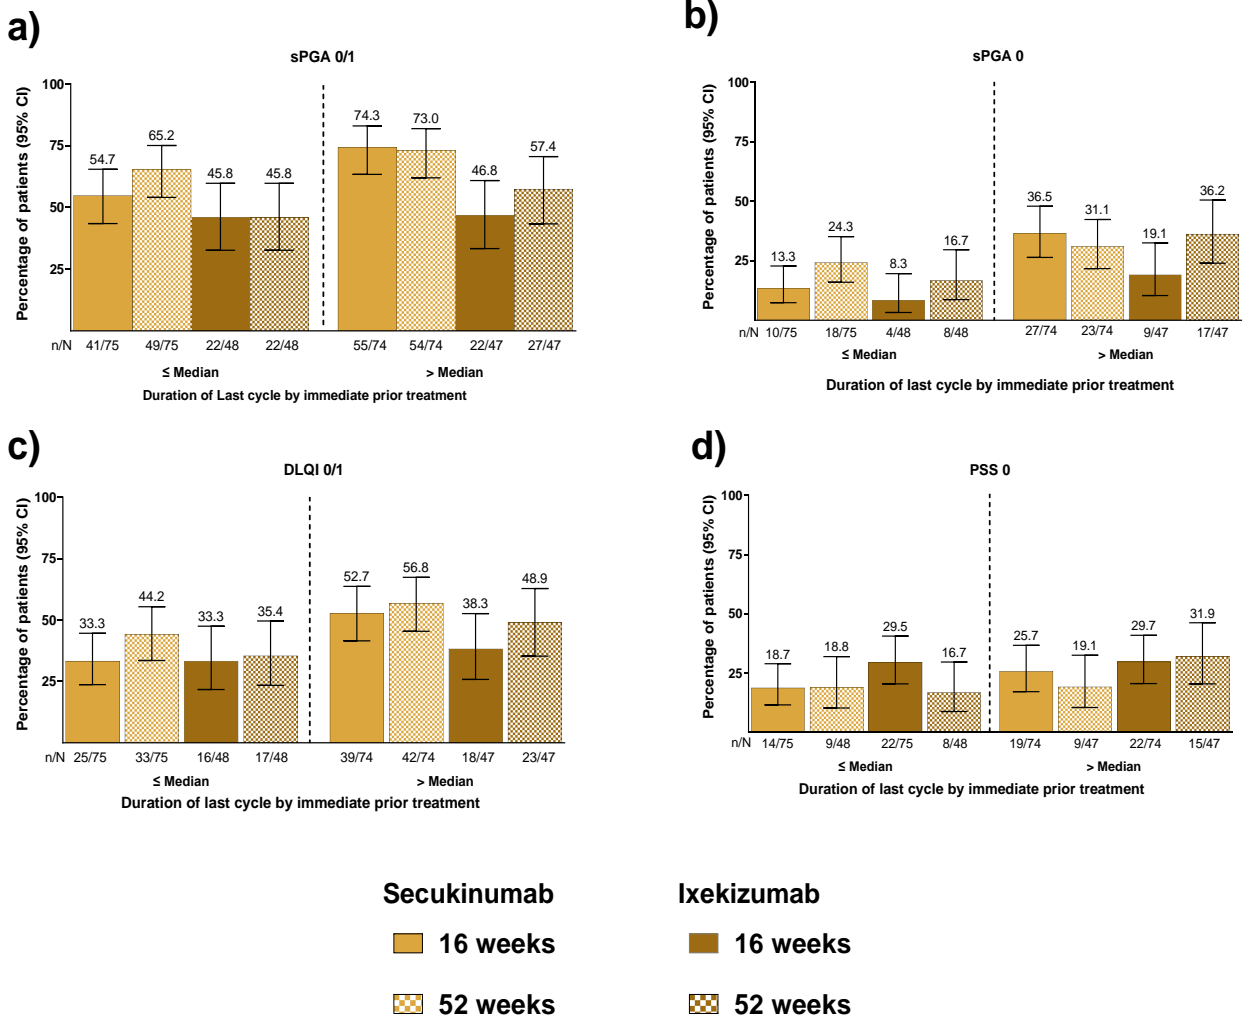 a)
sPGA 0/1
Percentage of patients (95% CI)
100
75
50
25
54.7
65.2
45.8
45.8
74.3
73.0
46.8
57.4
n/N 41/75 49/75 22/48 22/48 55/74 54/74 22/47 27/47
≤ Median > Median
Duration of Last cycle by immediate prior treatment
b)
sPGA 0
Percentage of patients (95% CI)
100
75
50
25
13.3
24.3
8.3
16.7
36.5
31.1
19.1
36.2
n/N 10/75 18/75 4/48 8/48 27/74 23/74 9/47 17/47
≤ Median > Median
Duration of last cycle by immediate prior treatment
c)
DLQI 0/1
Percentage of patients (95% CI)
100
75
50
25
33.3
44.2
33.3
35.4
52.7
56.8
38.3
48.9
n/N 25/75 33/75 16/48 17/48 39/74 42/74 18/47 23/47
≤ Median > Median
Duration of last cycle by immediate prior treatment
d)
PSS 0
Percentage of patients (95% CI)
100
75
50
25
18.7
18.8
29.5
16.7
25.7
19.1
29.7
31.9
n/N 14/75 9/48 22/75 8/48 19/74 9/47 22/74 15/47
≤ Median > Median
Duration of last cycle by immediate prior treatment
Secukinumab
16 weeks
52 weeks
Ixekizumab
16 weeks
52 weeks